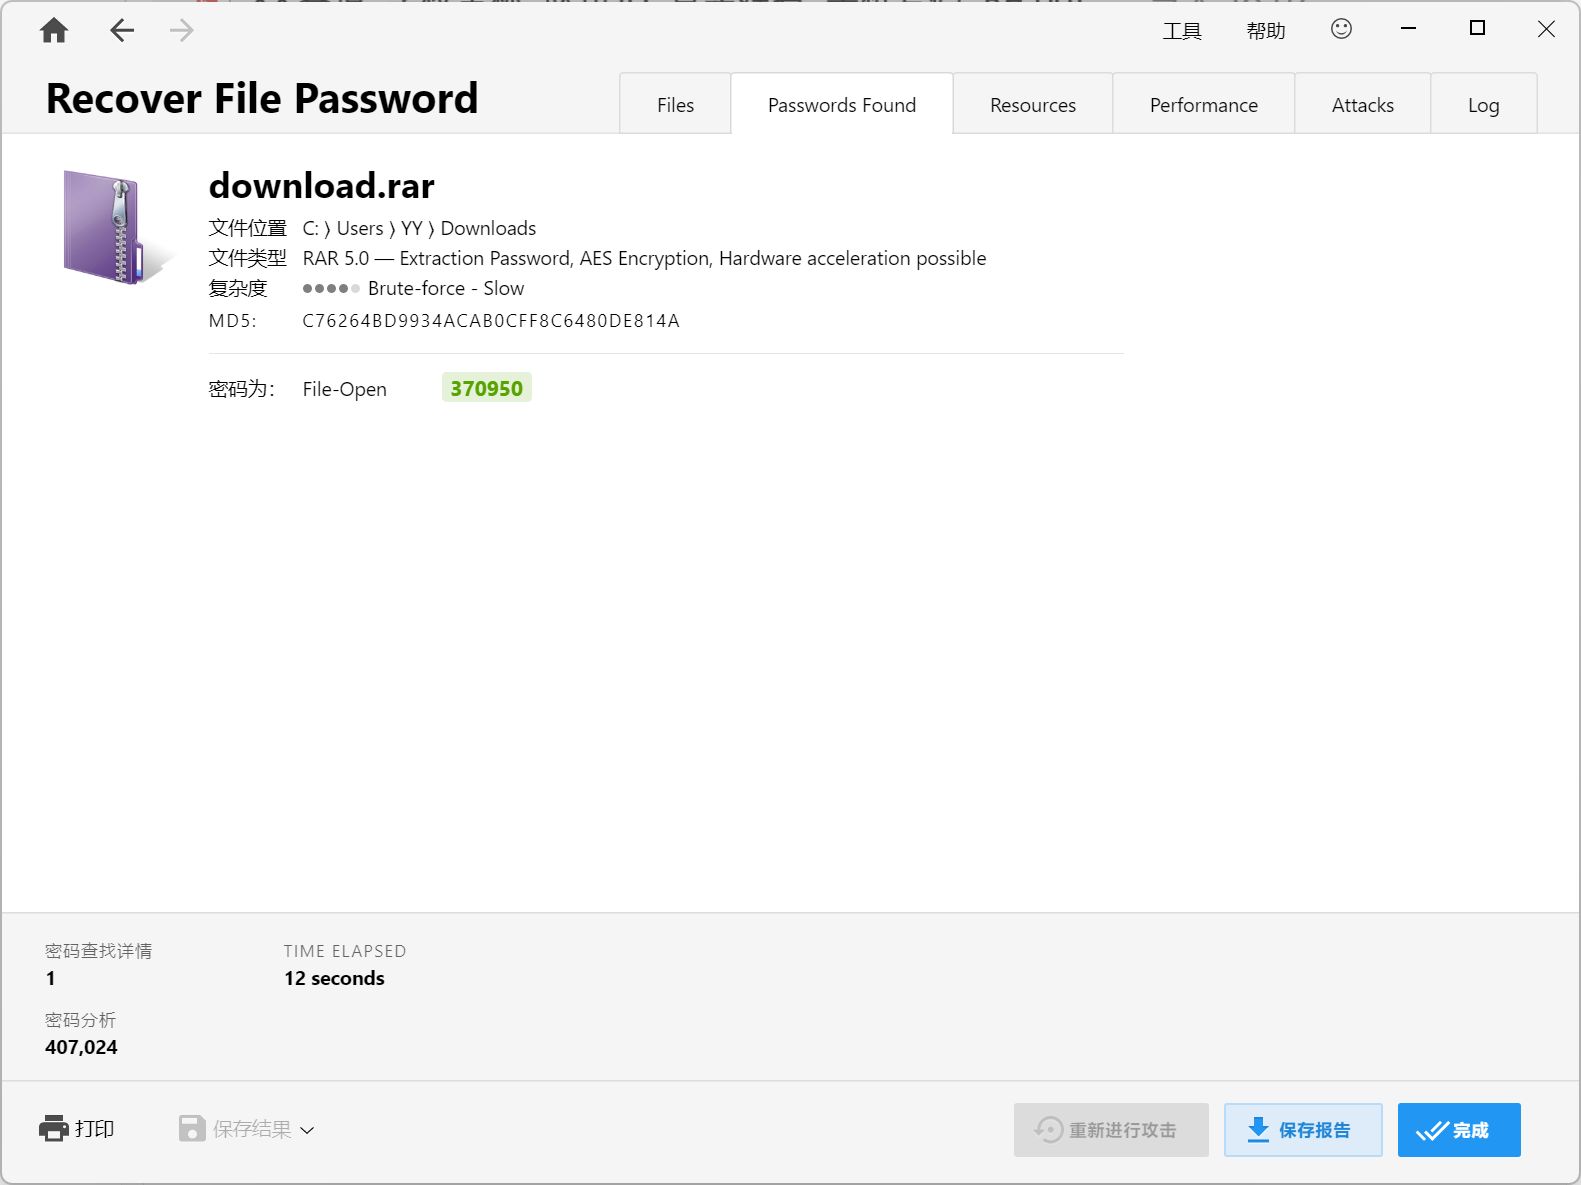 工具 帮助
Recover File Password
Files Passwords Found Resources Performance Attacks Log
download.rar
文件位置 C: ⟩ Users ⟩ YY ⟩ Downloads
文件类型 RAR 5.0 — Extraction Password, AES Encryption, Hardware acceleration possible
复杂度 Brute-force - Slow
MD5: C76264BD9934ACAB0CFF8C6480DE814A
密码为： File-Open 370950
密码查找详情 TIME ELAPSED
1 12 seconds
密码分析
407,024
打印 保存结果 重新进行攻击 保存报告 完成